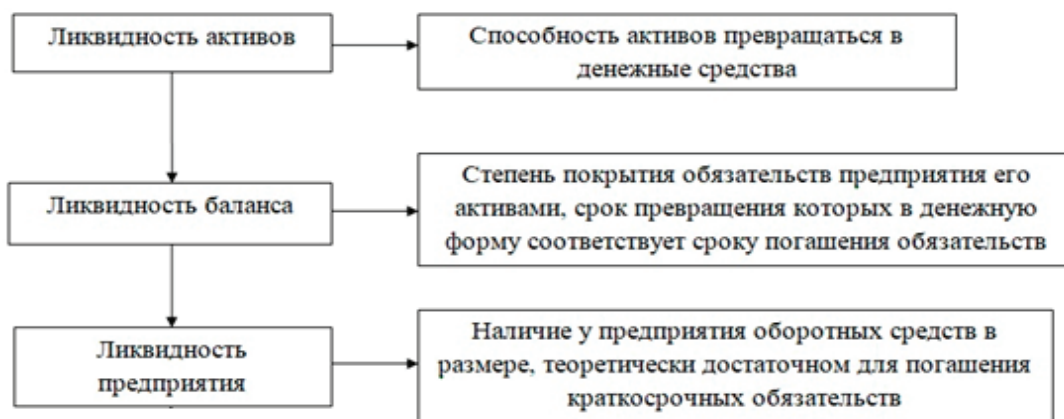 Ликвидность активов
Способность активов превращаться в
денежные средства
Ликвидность баланса
Степень покрытия обязательств предприятия его
активами, срок превращения которых в денежную
форму соответствует сроку погашения обязательств
Ликвидность
предприятия
Наличие у предприятия оборотных средств в
размере, теоретически достаточном для погашения
краткосрочных обязательств